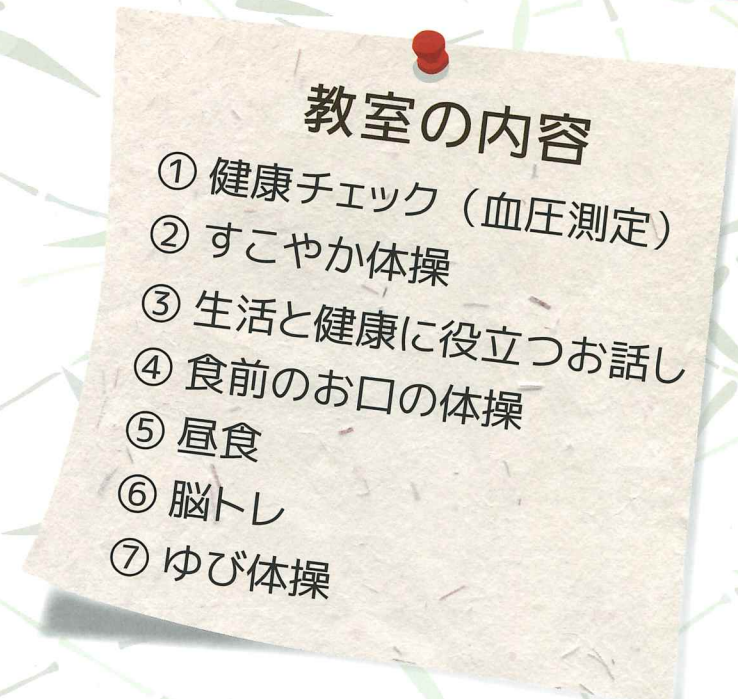 教室の内容
① 健康チェック（血圧測定）
② すこやか体操
③ 生活と健康に役立つお話し
④ 食前のお口の体操
⑤ 昼食
⑥ 脳トレ
⑦ ゆび体操